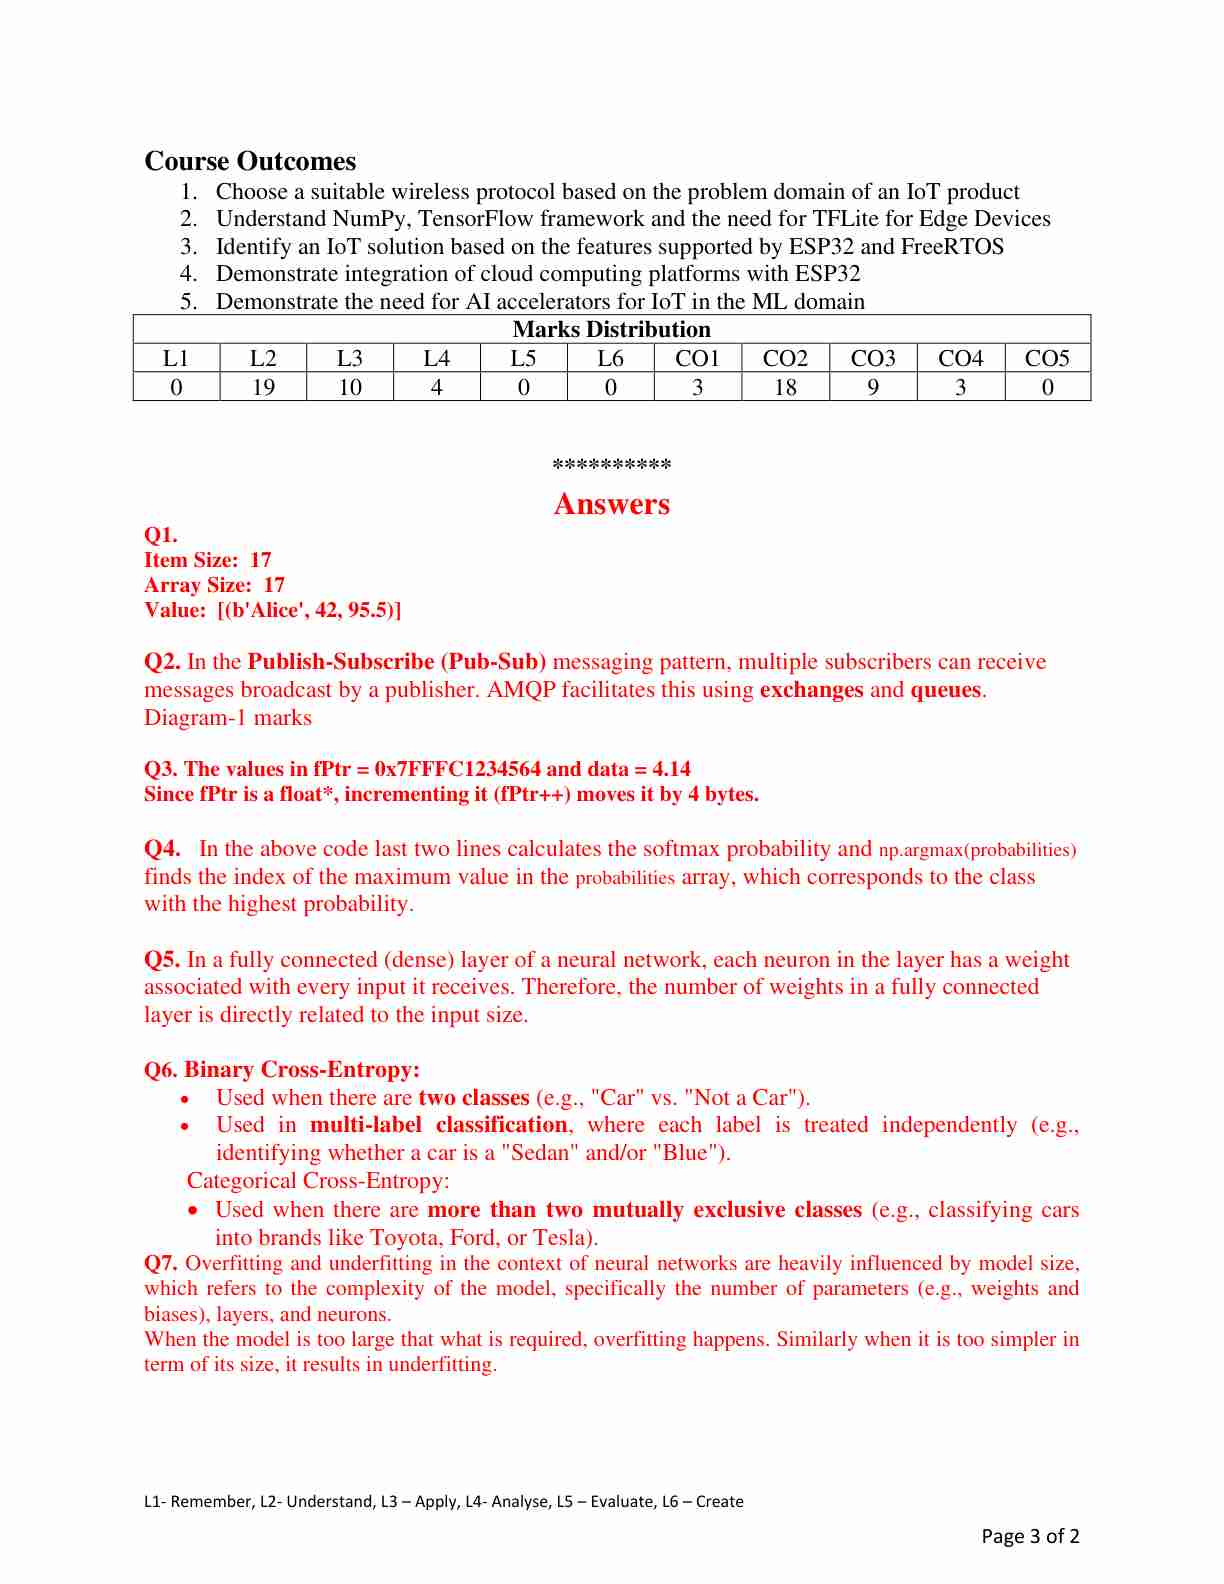 Course Outcomes
1. Choose a suitable wireless protocol based on the problem domain of an IoT product
2. Understand NumPy, TensorFlow framework and the need for TFLite for Edge Devices
3. Identify an IoT solution based on the features supported by ESP32 and FreeRTOS
4. Demonstrate integration of cloud computing platforms with ESP32
5. Demonstrate the need for AI accelerators for IoT in the ML domain
Marks Distribution
L1 L2 L3 L4 L5 L6 CO1 CO2 CO3 CO4 CO5
0 19 10 4 0 0 3 18 9 3 0
**********
Answers
Q1.
Item Size:  17
Array Size:  17
Value:  [(b'Alice', 42, 95.5)]
Q2. In the Publish-Subscribe (Pub-Sub) messaging pattern, multiple subscribers can receive
messages broadcast by a publisher. AMQP facilitates this using exchanges and queues.
Diagram-1 marks
Q3. The values in fPtr = 0x7FFFC1234564 and data = 4.14
Since fPtr is a float*, incrementing it (fPtr++) moves it by 4 bytes.
Q4.   In the above code last two lines calculates the softmax probability and np.argmax(probabilities)
finds the index of the maximum value in the probabilities array, which corresponds to the class
with the highest probability.
Q5. In a fully connected (dense) layer of a neural network, each neuron in the layer has a weight
associated with every input it receives. Therefore, the number of weights in a fully connected
layer is directly related to the input size.
Q6. Binary Cross-Entropy:
• Used when there are two classes (e.g., "Car" vs. "Not a Car").
• Used in multi-label classification, where each label is treated independently (e.g.,
identifying whether a car is a "Sedan" and/or "Blue").
Categorical Cross-Entropy:
• Used when there are more than two mutually exclusive classes (e.g., classifying cars
into brands like Toyota, Ford, or Tesla).
Q7. Overfitting and underfitting in the context of neural networks are heavily influenced by model size,
which refers to the complexity of the model, specifically the number of parameters (e.g., weights and
biases), layers, and neurons.
When the model is too large that what is required, overfitting happens. Similarly when it is too simpler in
term of its size, it results in underfitting.
L1- Remember, L2- Understand, L3 – Apply, L4- Analyse, L5 – Evaluate, L6 – Create
Page 3 of 2